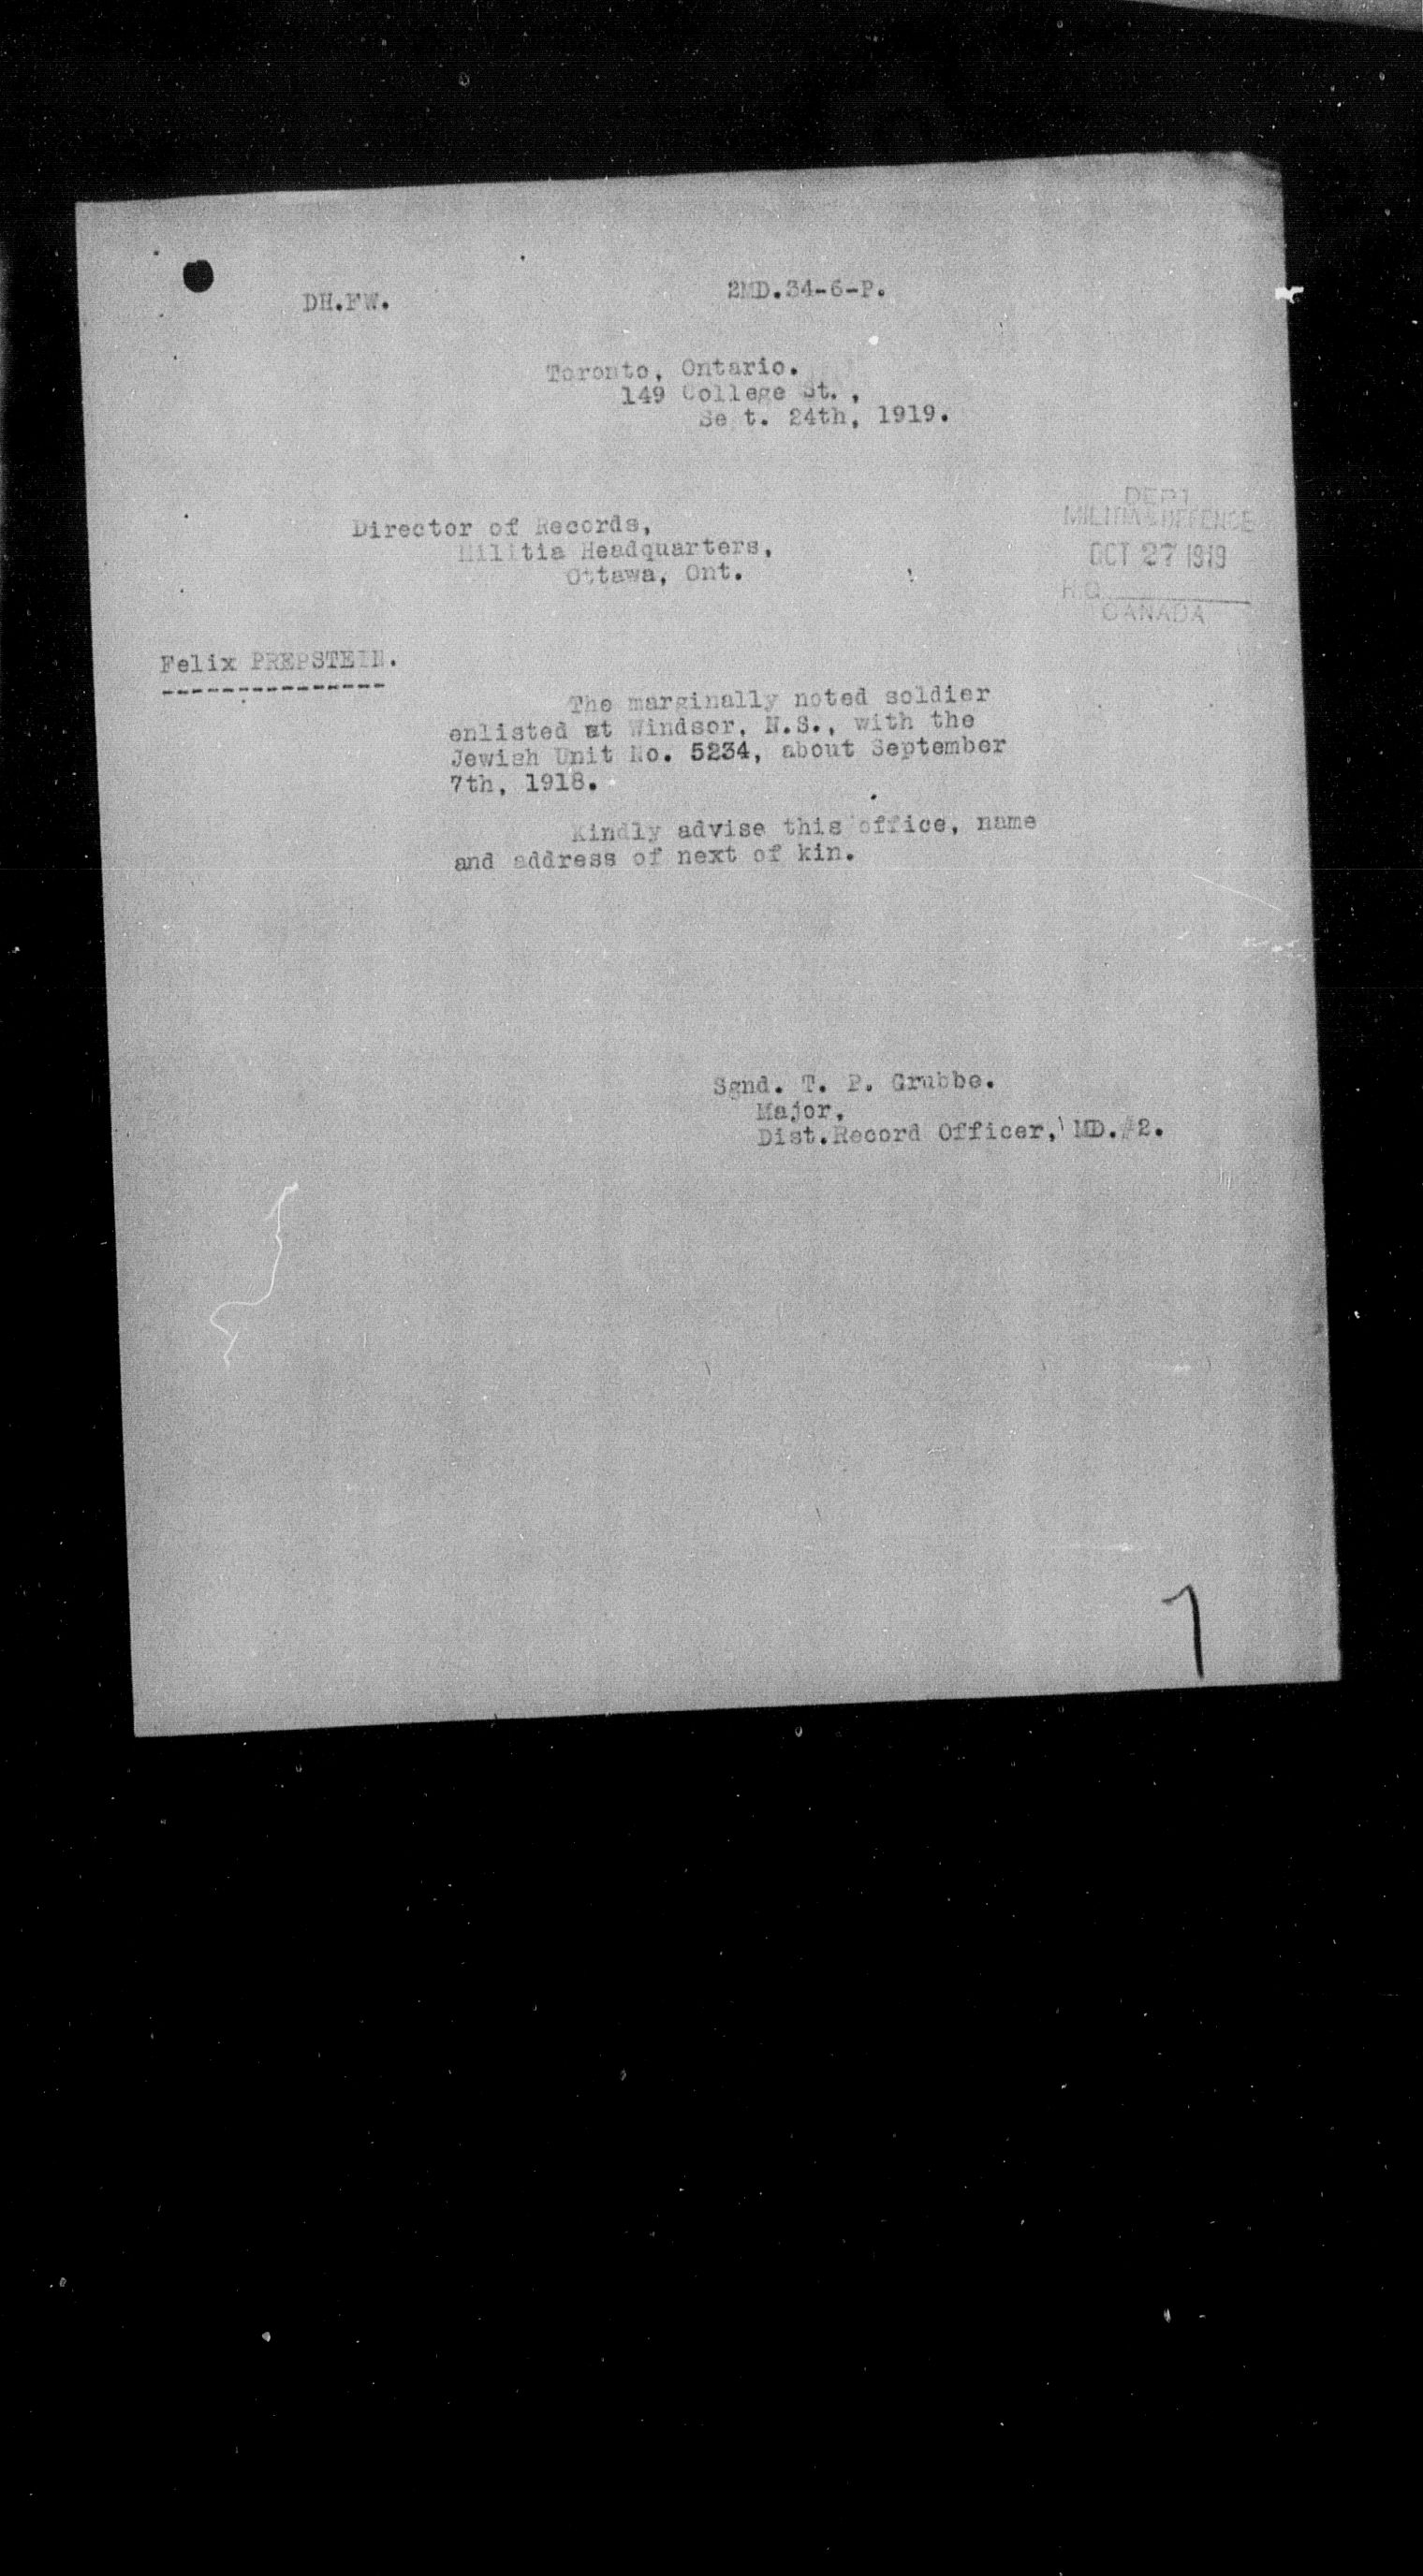 DH.FW.
2MD.34-6-P.
Toronto, Ontario.
149 College St.,
Se t. 24th, 1919.
DEPT
MILITIA & DEFENCE
OCT 27 1919
H.Q.
CANADA
Director of Records,
Militia Headquarters,
Ottawa, Ont.
Felix PREPSTEIN.
The marginally noted soldier
enlisted at Windsor, N.S., with the
Jewish Unit No. 5234, about September
7th, 1918.
Kindly advise this office, name
and address of next of kin.
Sgnd. T. P. Grubbe.
Major,
Dist.Record Officer, MD.#2.
7